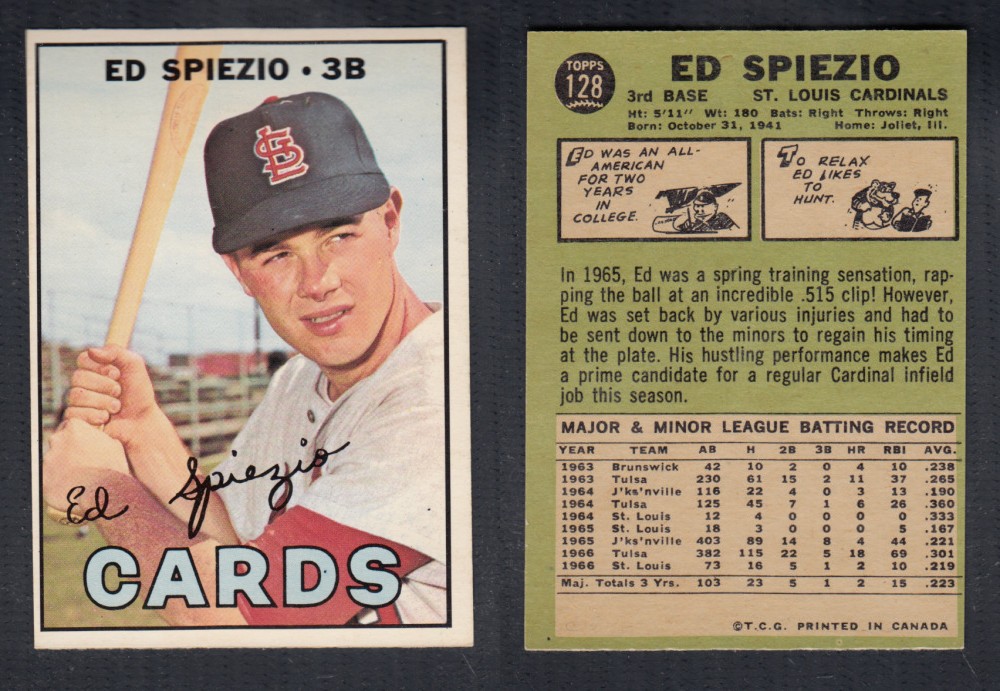 ED SPIEZIO • 3B
STL
Ed Spiezio
CARDS
TOPPS
128
ED SPIEZIO
3rd BASE ST. LOUIS CARDINALS
Ht: 5'11" Wt: 180 Bats: Right Throws: Right
Born: October 31, 1941 Home: Joliet, Ill.
ED WAS AN ALL-
AMERICAN
FOR TWO
YEARS
IN
COLLEGE.
TO RELAX
ED LIKES
TO
HUNT.
In 1965, Ed was a spring training sensation, rap-
ping the ball at an incredible .515 clip! However,
Ed was set back by various injuries and had to
be sent down to the minors to regain his timing
at the plate. His hustling performance makes Ed
a prime candidate for a regular Cardinal infield
job this season.
MAJOR & MINOR LEAGUE BATTING RECORD
YEAR TEAM AB H 2B 3B HR RBI AVG.
1963 Brunswick 42 10 2 0 4 10 .238
1963 Tulsa 230 61 15 2 11 37 .265
1964 J'ks'nville 116 22 4 0 3 13 .190
1964 Tulsa 125 45 7 1 6 26 .360
1964 St. Louis 12 4 0 0 0 0 .333
1965 St. Louis 18 3 0 0 0 5 .167
1965 J'ks'nville 403 89 14 8 4 44 .221
1966 Tulsa 382 115 22 5 18 69 .301
1966 St. Louis 73 16 5 1 2 10 .219
Maj. Totals 3 Yrs. 103 23 5 1 2 15 .223
©T.C.G. PRINTED IN CANADA